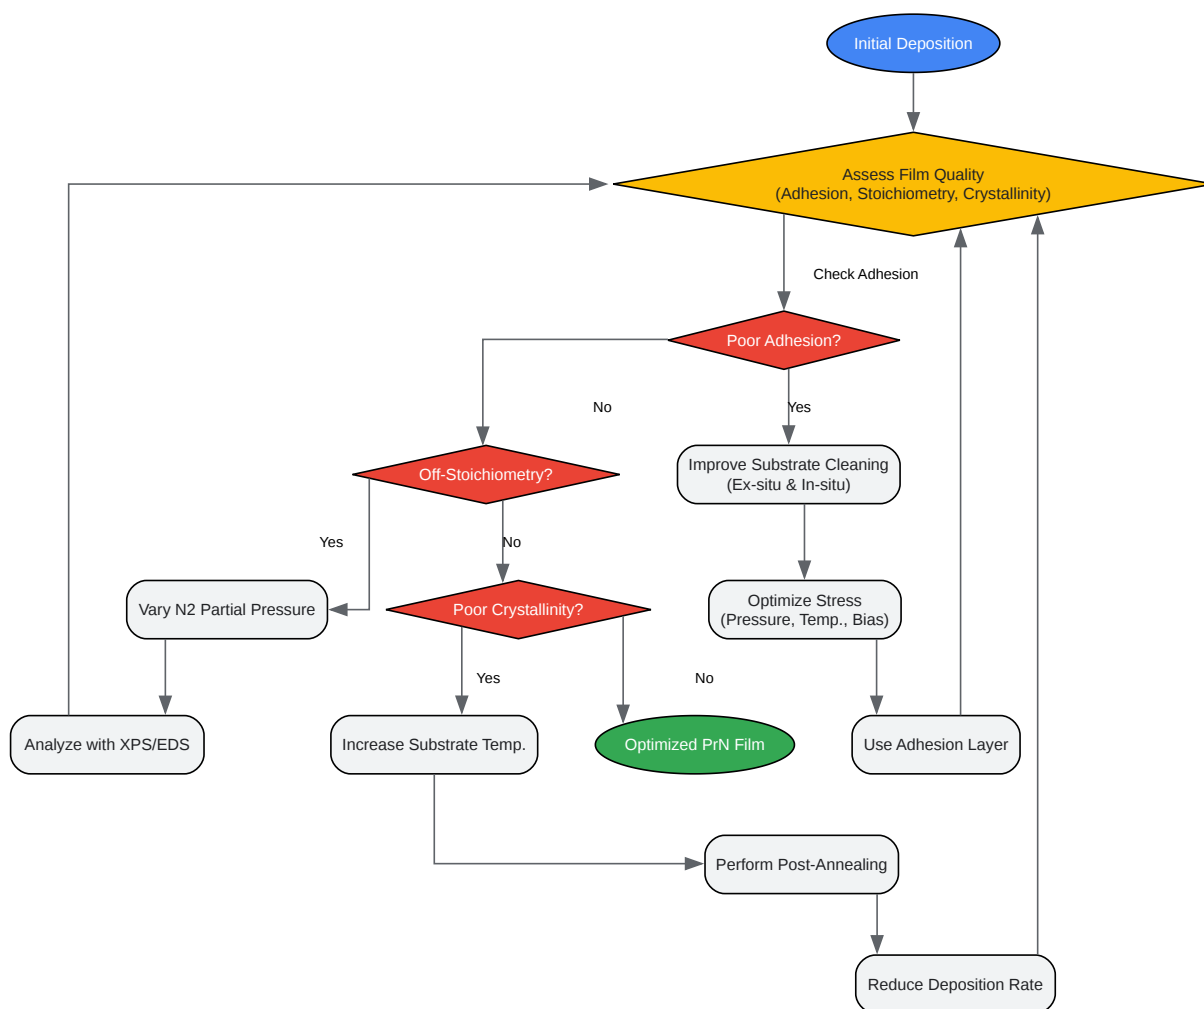 Initial Deposition
Assess Film Quality
(Adhesion, Stoichiometry, Crystallinity)
Check Adhesion
Poor Adhesion?
No
Yes
Improve Substrate Cleaning
(Ex-situ & In-situ)
Off-Stoichiometry?
Yes
No
Vary N2 Partial Pressure
Poor Crystallinity?
Optimize Stress
(Pressure, Temp., Bias)
Yes
No
Analyze with XPS/EDS
Increase Substrate Temp.
Optimized PrN Film
Use Adhesion Layer
Perform Post-Annealing
Reduce Deposition Rate